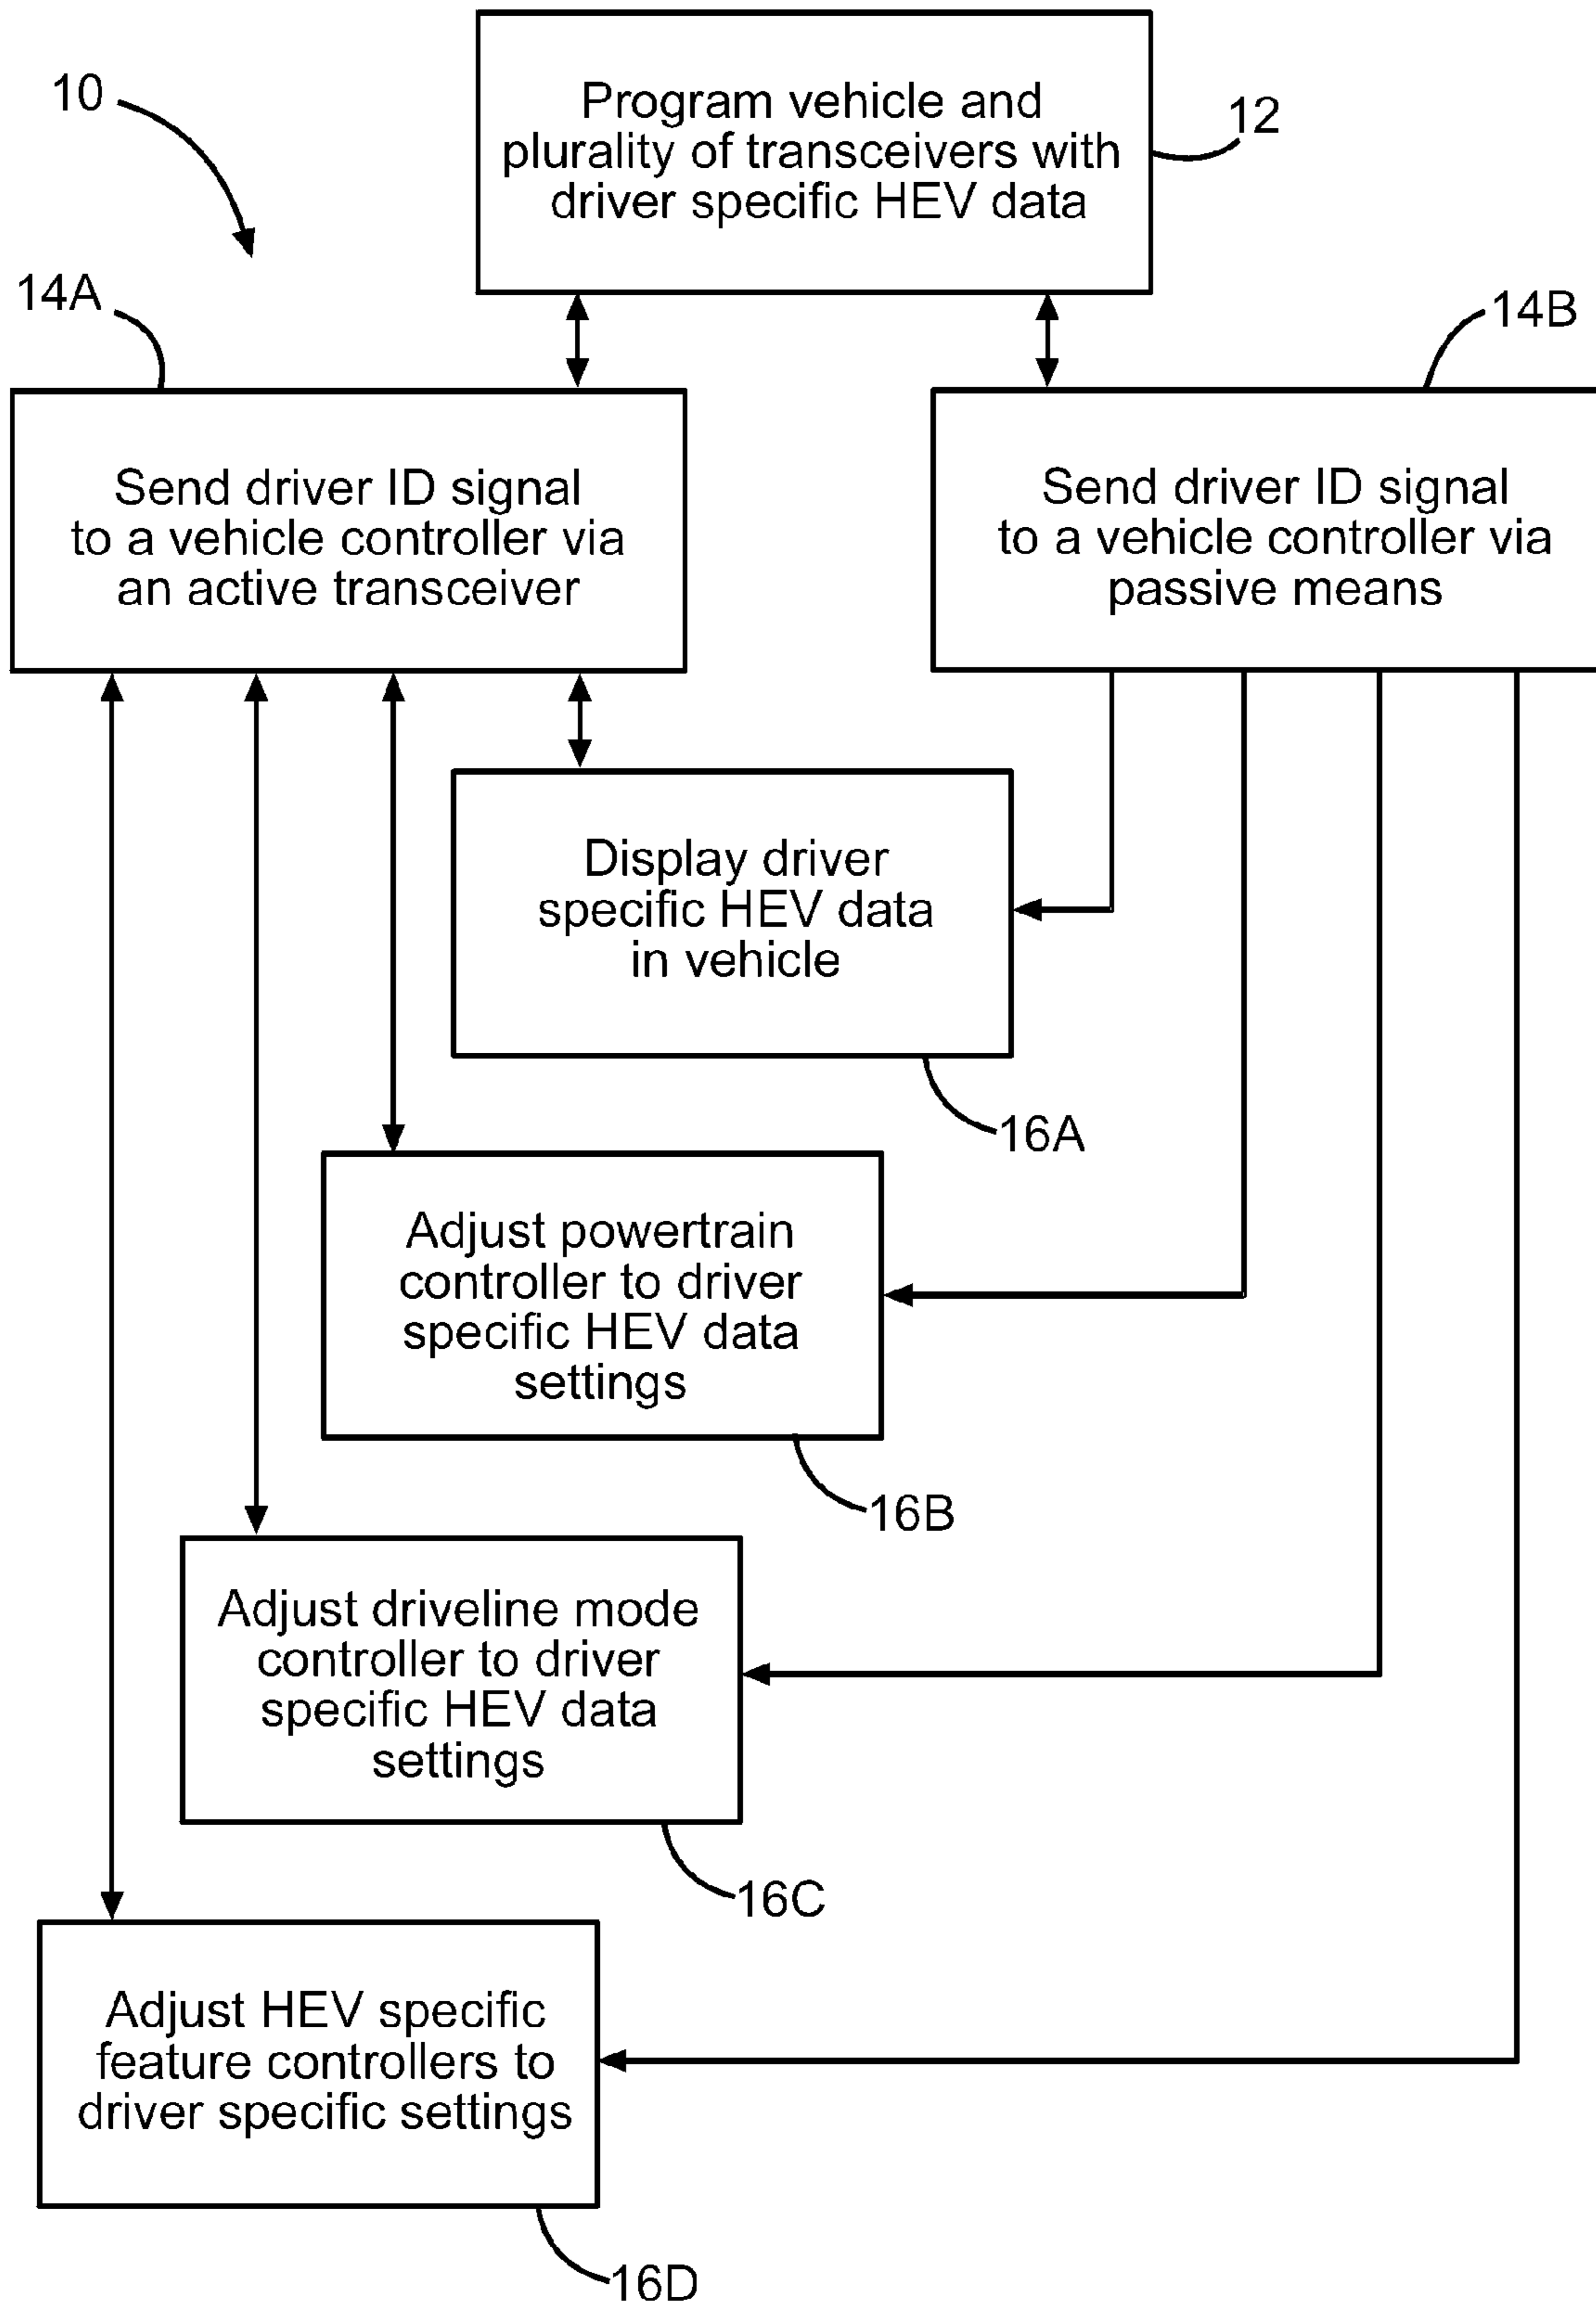 10
Program vehicle and
plurality of transceivers with
driver specific HEV data
12
14A
14B
Send driver ID signal
to a vehicle controller via
an active transceiver
Send driver ID signal
to a vehicle controller via
passive means
Display driver
specific HEV data
in vehicle
16A
Adjust powertrain
controller to driver
specific HEV data
settings
16B
Adjust driveline mode
controller to driver
specific HEV data
settings
16C
Adjust HEV specific
feature controllers to
driver specific settings
16D